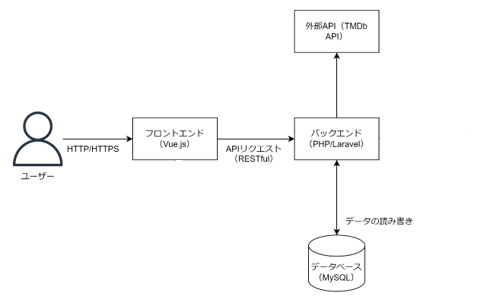 外部API（TMDb
API）
フロントエンド
（Vue.js）
バックエンド
（PHP/Laravel）
HTTP/HTTPS
APIリクエスト
（RESTful）
ユーザー
データの読み書き
データベース
（MySQL）